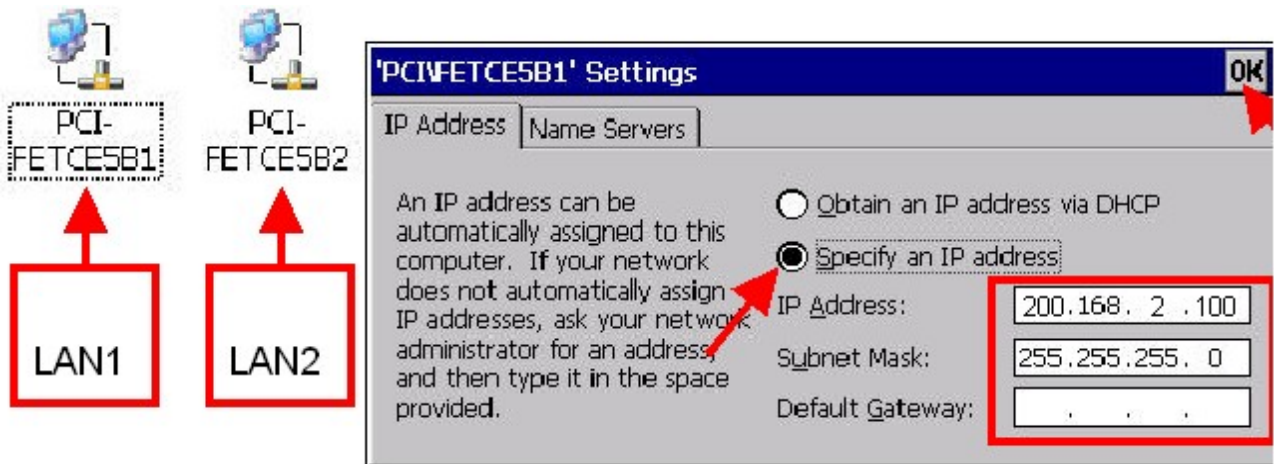 PCI-
FETCE5B1
PCI-
FETCE5B2
LAN1
LAN2
'PCI\FETCE5B1' Settings
OK
IP Address
Name Servers
An IP address can be
automatically assigned to this
computer. If your network
does not automatically assign
IP addresses, ask your network
administrator for an address,
and then type it in the space
provided.
Obtain an IP address via DHCP
Specify an IP address
IP Address: 200.168. 2 .100
Subnet Mask: 255.255.255. 0
Default Gateway: . . .